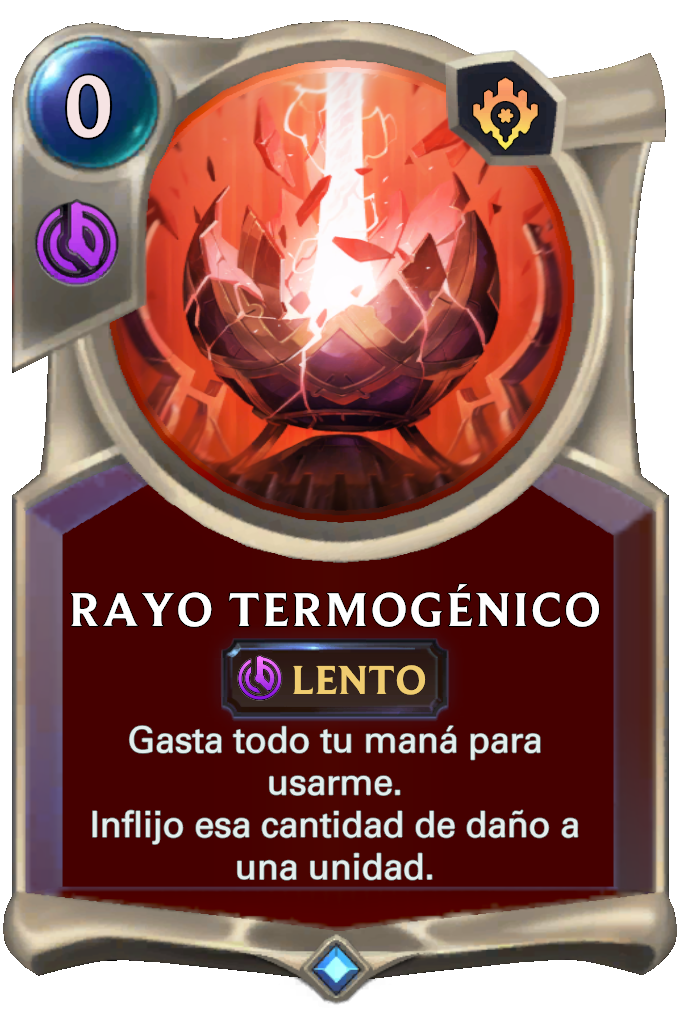 0
RAYO TERMOGÉNICO
LENTO
Gasta todo tu maná para
usarme.
Inflijo esa cantidad de daño a
una unidad.